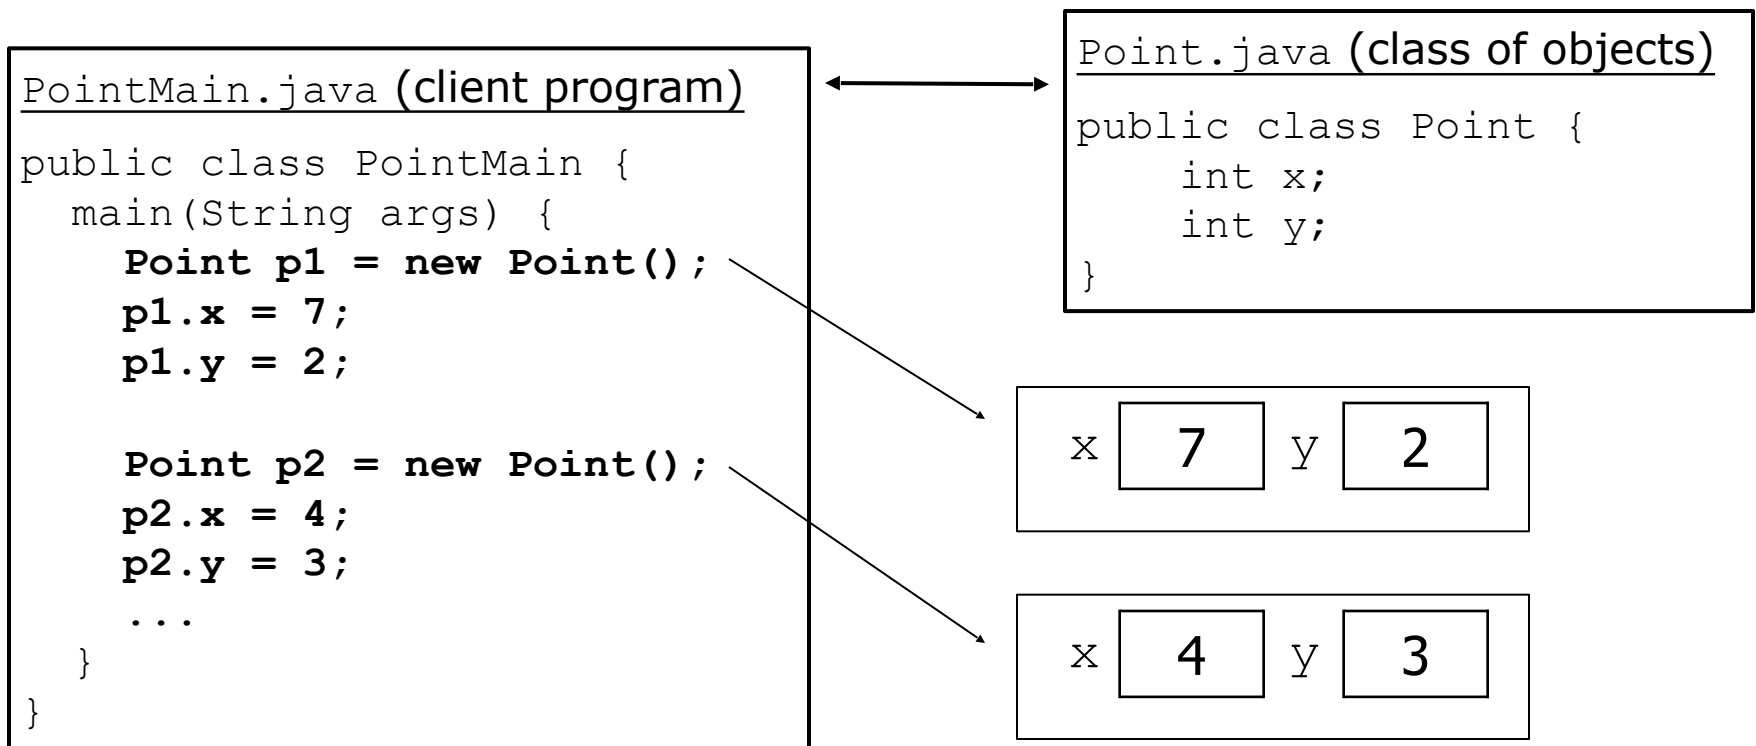 PointMain.java (client program)
public class PointMain {
  main(String args) {
    Point p1 = new Point();
    p1.x = 7;
    p1.y = 2;
    Point p2 = new Point();
    p2.x = 4;
    p2.y = 3;
    ...
  }
}
Point.java (class of objects)
public class Point {
    int x;
    int y;
}
x 7 y 2
x 4 y 3